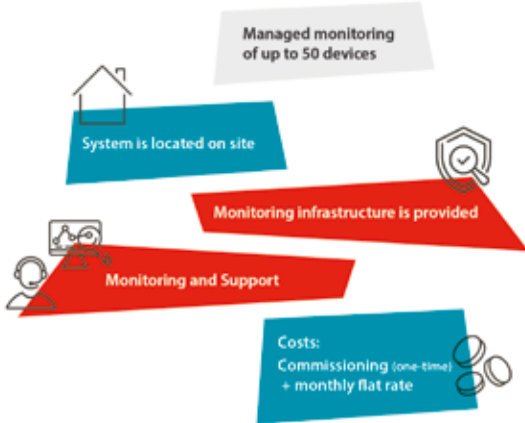 Managed monitoring
of up to 50 devices
System is located on site
Monitoring infrastructure is provided
Monitoring and Support
Costs:
Commissioning (one-time)
+ monthly flat rate